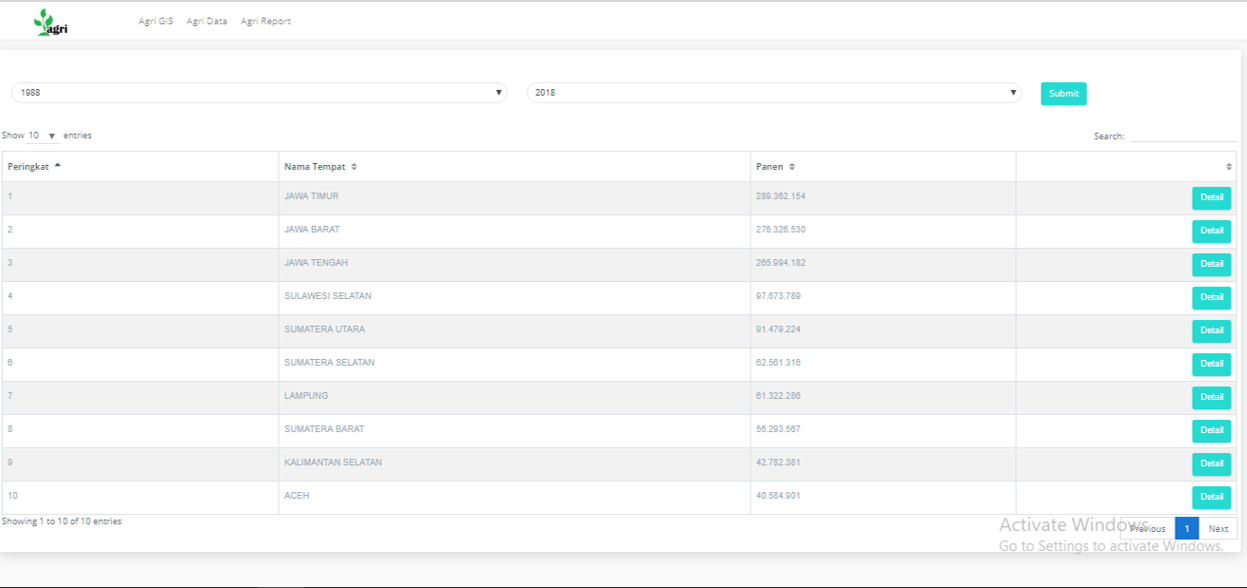 agri
Agri GIS Agri Data Agri Report
1988 2018 Submit
Show 10 entries Search:
Peringkat Nama Tempat Panen
1 JAWA TIMUR 289.362.154 Detail
2 JAWA BARAT 276.326.530 Detail
3 JAWA TENGAH 265.994.182 Detail
4 SULAWESI SELATAN 97.673.789 Detail
5 SUMATERA UTARA 91.479.224 Detail
6 SUMATERA SELATAN 62.561.316 Detail
7 LAMPUNG 61.322.286 Detail
8 SUMATERA BARAT 56.293.567 Detail
9 KALIMANTAN SELATAN 42.782.381 Detail
10 ACEH 40.584.901 Detail
Showing 1 to 10 of 10 entries
Activate Windows
Previous 1 Next
Go to Settings to activate Windows.